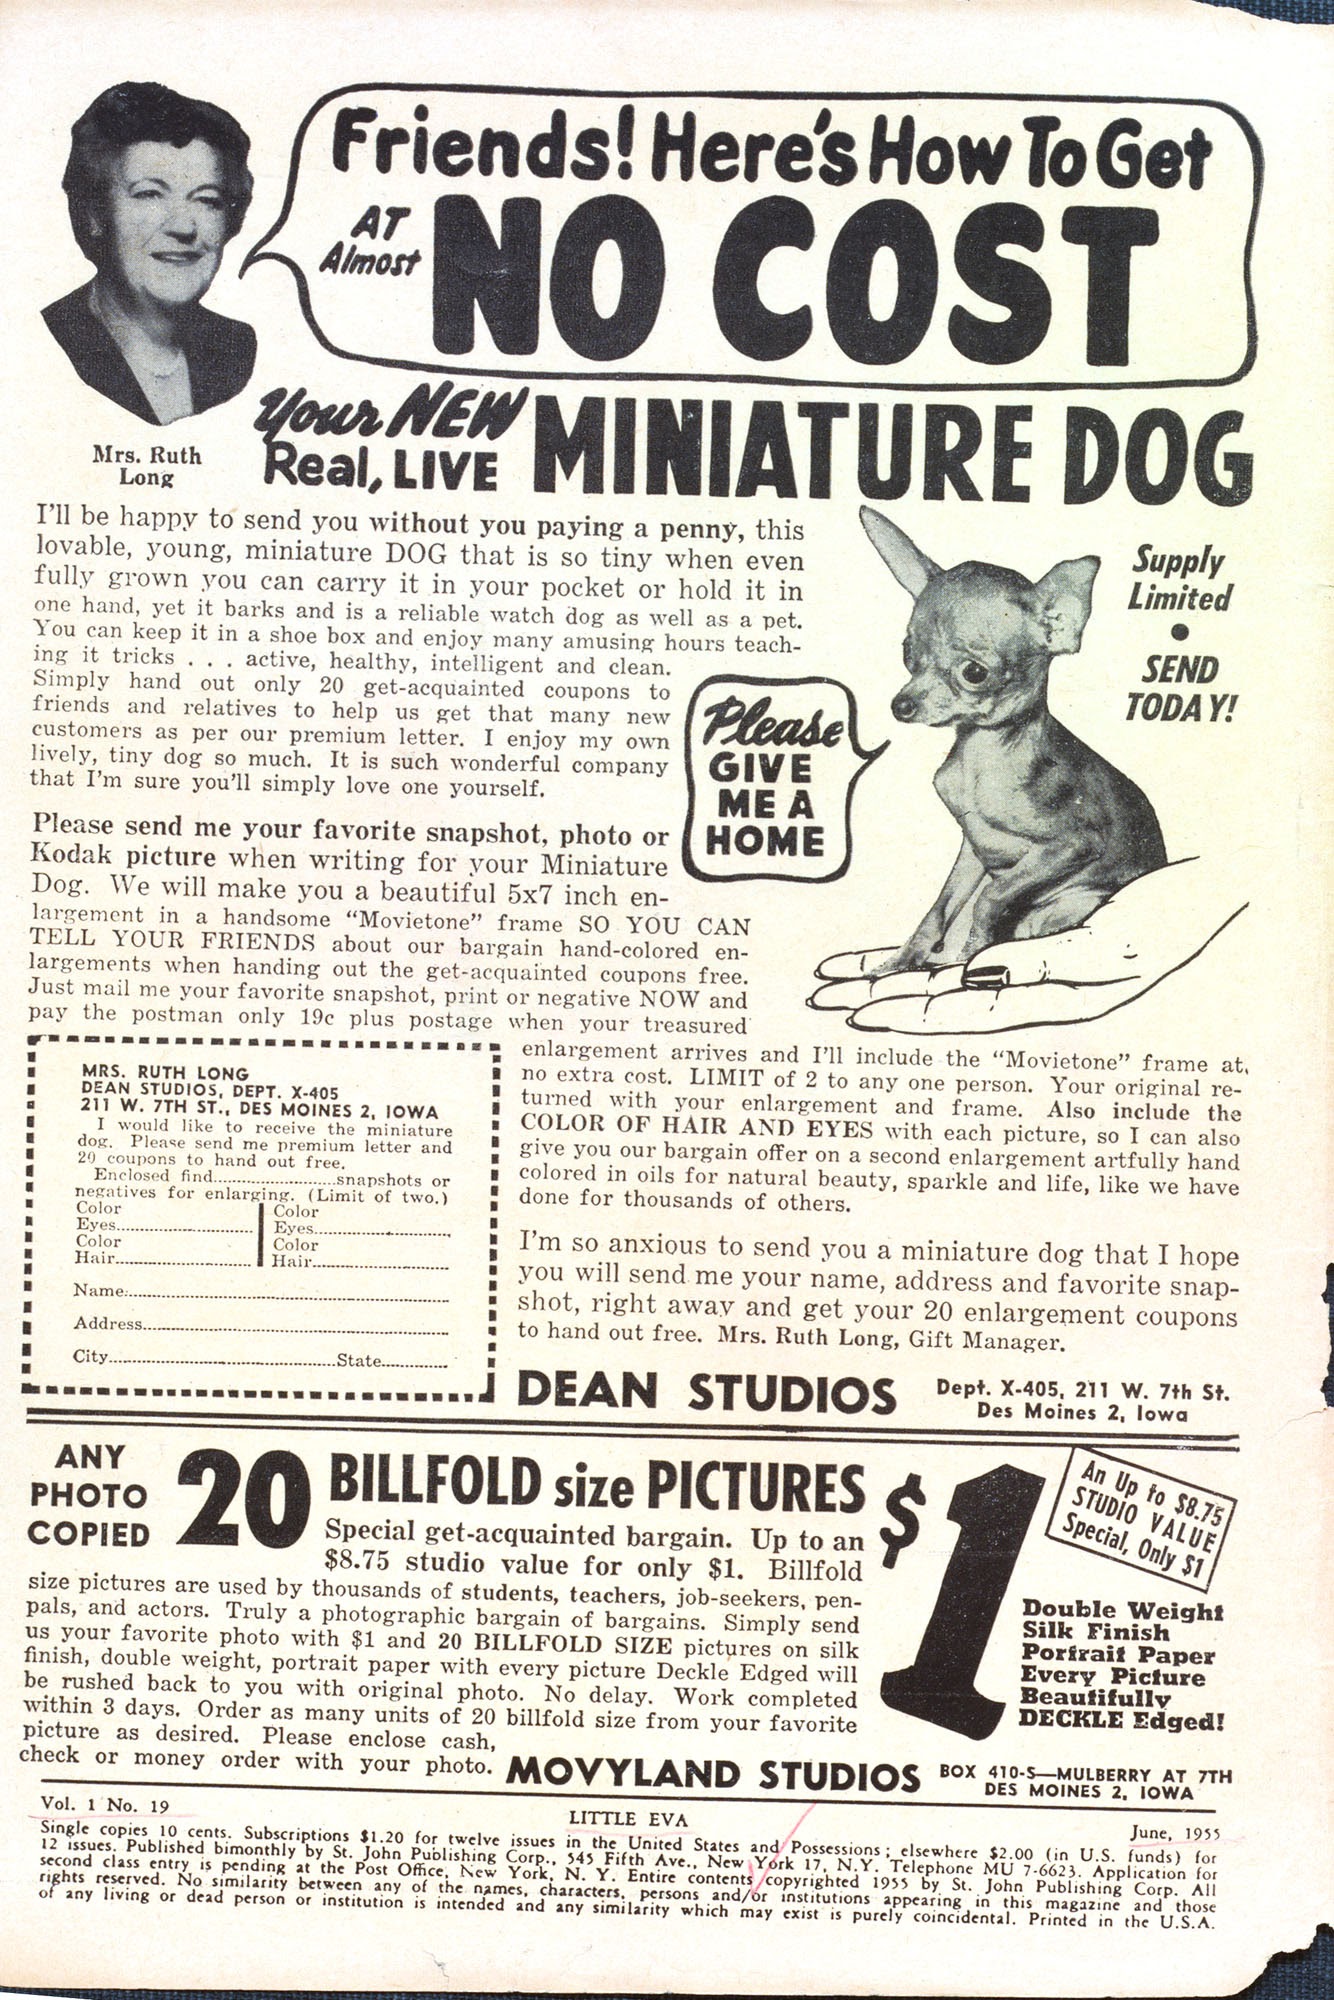 Friends! Here's How To Get
AT Almost NO COST
Your NEW Real, LIVE MINIATURE DOG
Mrs. Ruth
Long
I'll be happy to send you without you paying a penny, this
lovable, young, miniature DOG that is so tiny when even
fully grown you can carry it in your pocket or hold it in
one hand, yet it barks and is a reliable watch dog as well as a pet.
You can keep it in a shoe box and enjoy many amusing hours teach-
ing it tricks . . . active, healthy, intelligent and clean.
Simply hand out only 20 get-acquainted coupons to
friends and relatives to help us get that many new
customers as per our premium letter. I enjoy my own
lively, tiny dog so much. It is such wonderful company
that I'm sure you'll simply love one yourself.
Supply
Limited
•
SEND
TODAY!
Please
GIVE
ME A
HOME
Please send me your favorite snapshot, photo or
Kodak picture when writing for your Miniature
Dog. We will make you a beautiful 5x7 inch en-
largement in a handsome "Movietone" frame SO YOU CAN
TELL YOUR FRIENDS about our bargain hand-colored en-
largements when handing out the get-acquainted coupons free.
Just mail me your favorite snapshot, print or negative NOW and
pay the postman only 19c plus postage when your treasured
enlargement arrives and I'll include the "Movietone" frame at
no extra cost. LIMIT of 2 to any one person. Your original re-
turned with your enlargement and frame. Also include the
COLOR OF HAIR AND EYES with each picture, so I can also
give you our bargain offer on a second enlargement artfully hand
colored in oils for natural beauty, sparkle and life, like we have
done for thousands of others.
I'm so anxious to send you a miniature dog that I hope
you will send me your name, address and favorite snap-
shot, right away and get your 20 enlargement coupons
to hand out free. Mrs. Ruth Long, Gift Manager.
DEAN STUDIOS
Dept. X-405, 211 W. 7th St.
Des Moines 2, Iowa
MRS. RUTH LONG
DEAN STUDIOS, DEPT. X-405
211 W. 7TH ST., DES MOINES 2, IOWA
I would like to receive the miniature
dog. Please send me premium letter and
20 coupons to hand out free.
Enclosed find..........snapshots or
negatives for enlarging. (Limit of two.)
Color Color
Eyes.......... Eyes..........
Color Color
Hair.......... Hair..........
Name..........
Address..........
City..........State..........
ANY
PHOTO
COPIED
20 BILLFOLD size PICTURES $1
An Up to $8.75
STUDIO VALUE
Special, Only $1
Special get-acquainted bargain. Up to an
$8.75 studio value for only $1. Billfold
size pictures are used by thousands of students, teachers, job-seekers, pen-
pals, and actors. Truly a photographic bargain of bargains. Simply send
us your favorite photo with $1 and 20 BILLFOLD SIZE pictures on silk
finish, double weight, portrait paper with every picture Deckle Edged will
be rushed back to you with original photo. No delay. Work completed
within 3 days. Order as many units of 20 billfold size from your favorite
picture as desired. Please enclose cash,
check or money order with your photo.
Double Weight
Silk Finish
Portrait Paper
Every Picture
Beautifully
DECKLE Edged!
MOVYLAND STUDIOS
BOX 410-S—MULBERRY AT 7TH
DES MOINES 2, IOWA
Vol. 1 No. 19 LITTLE EVA June, 1955
Single copies 10 cents. Subscriptions $1.20 for twelve issues in the United States and Possessions; elsewhere $2.00 (in U.S. funds) for
12 issues. Published bimonthly by St. John Publishing Corp., 545 Fifth Ave., New York 17, N.Y. Telephone MU 7-6623. Application for
second class entry is pending at the Post Office, New York, N. Y. Entire contents copyrighted 1955 by St. John Publishing Corp. All
rights reserved. No similarity between any of the names, characters, persons and/or institutions appearing in this magazine and those
of any living or dead person or institution is intended and any similarity which may exist is purely coincidental. Printed in the U.S.A.